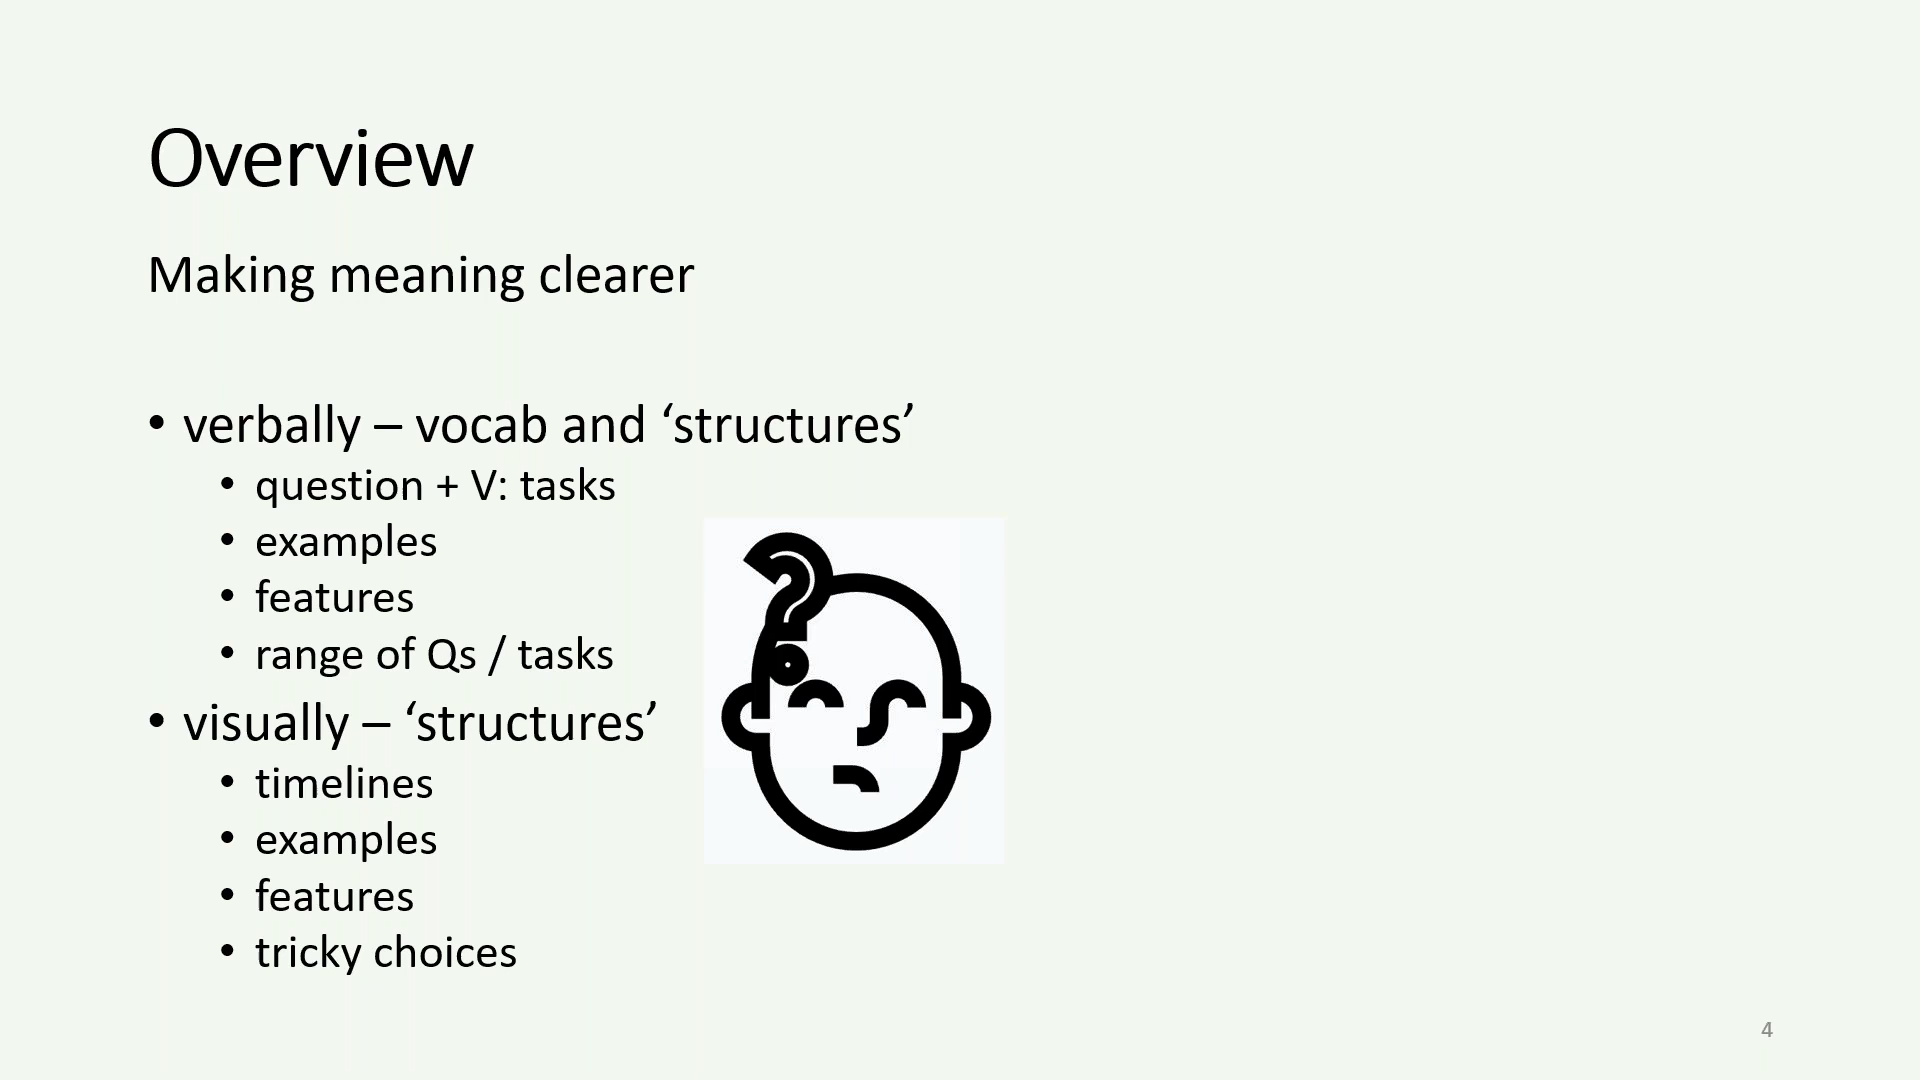 Overview
Making meaning clearer
• verbally – vocab and ‘structures’
• question + V: tasks
• examples
• features
• range of Qs / tasks
• visually – ‘structures’
• timelines
• examples
• features
• tricky choices
4